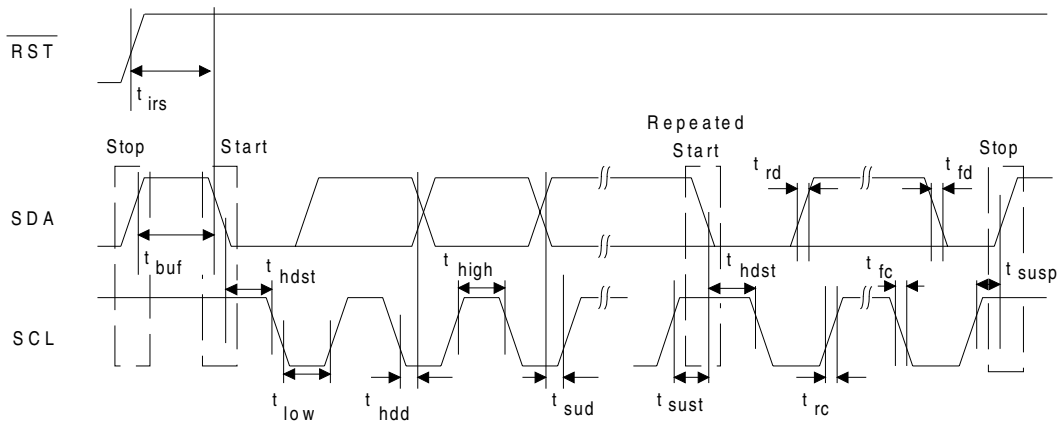 RST
t irs
Repeated
Stop Start Start Stop
t rd t fd
SDA
t buf t hdst t high t hdst t fc t susp
SCL
t low t hdd t sud t sust t rc